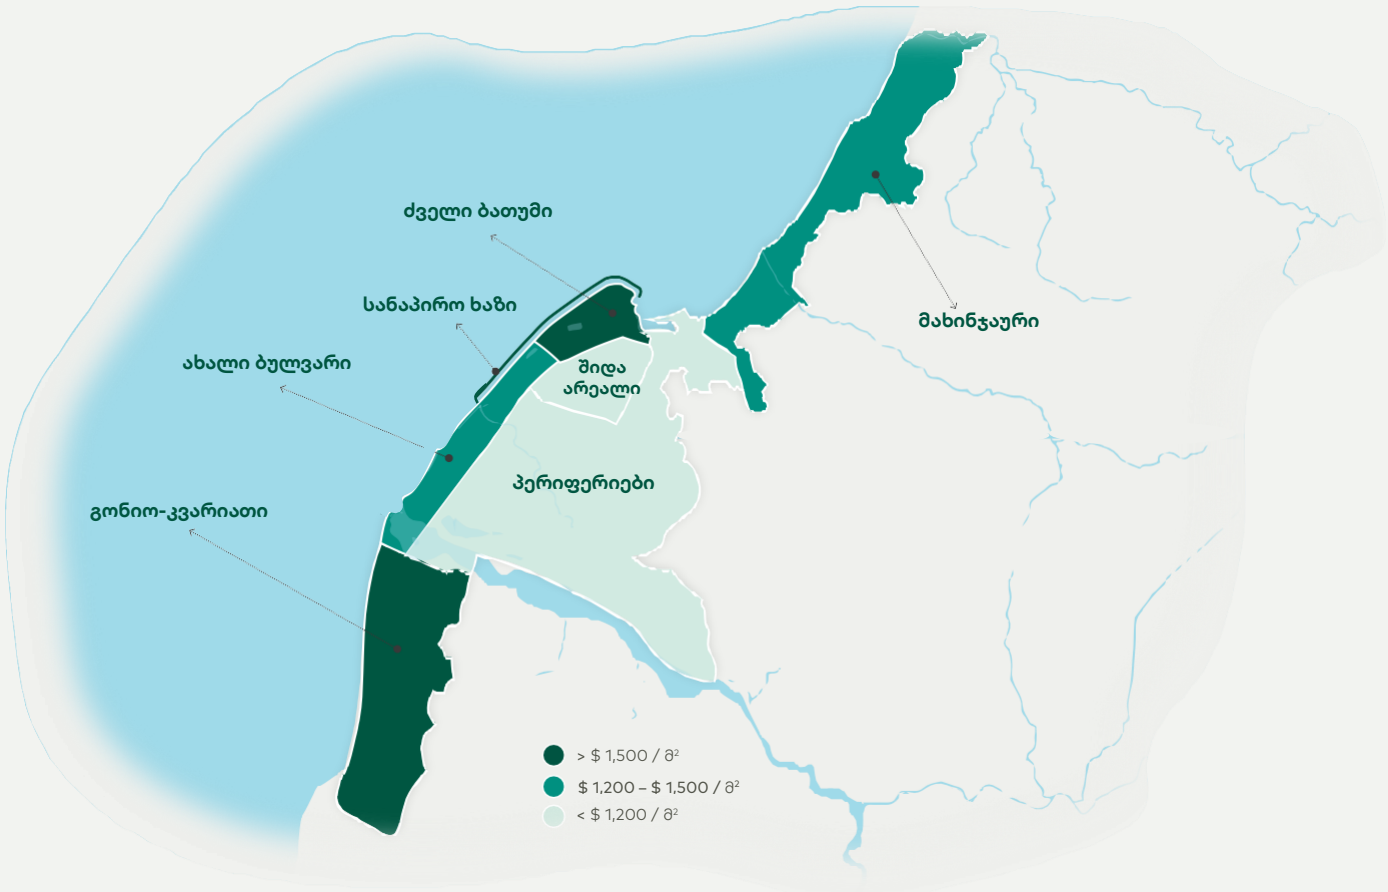 ძველი ბათუმი
სანაპირო ხაზი
მახინჯაური
ახალი ბულვარი
შიდა
არეალი
პერიფერიები
გონიო-კვარიათი
> $ 1,500 / მ²
$ 1,200 – $ 1,500 / მ²
< $ 1,200 / მ²